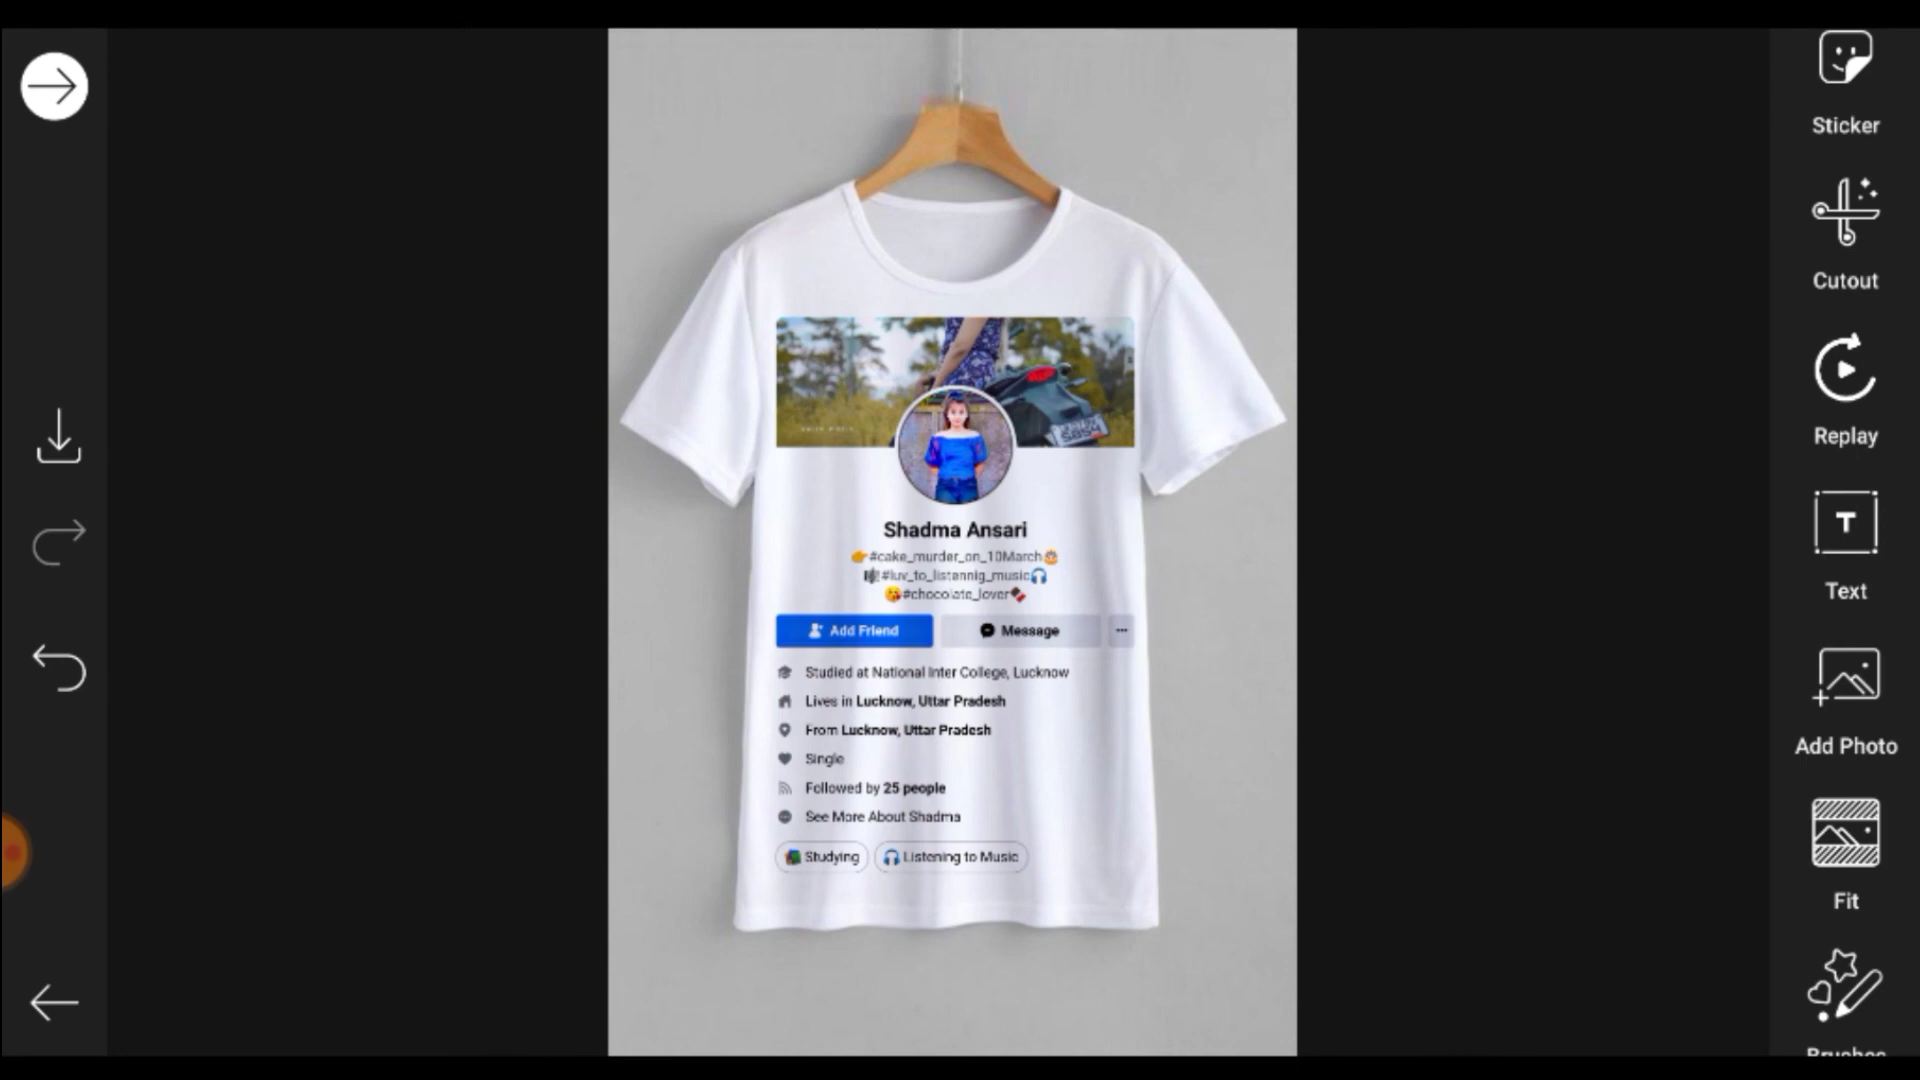 Sticker
Cutout
Replay
T
Text
Add Photo
Fit
Brushes
Shadma Ansari
👉#cake_murder_on_10March🎂
🎼#luv_to_listennig_music🎧
😘#chocolate_lover🍫
Add Friend
Message
Studied at National Inter College, Lucknow
Lives in Lucknow, Uttar Pradesh
From Lucknow, Uttar Pradesh
Single
Followed by 25 people
See More About Shadma
Studying
Listening to Music